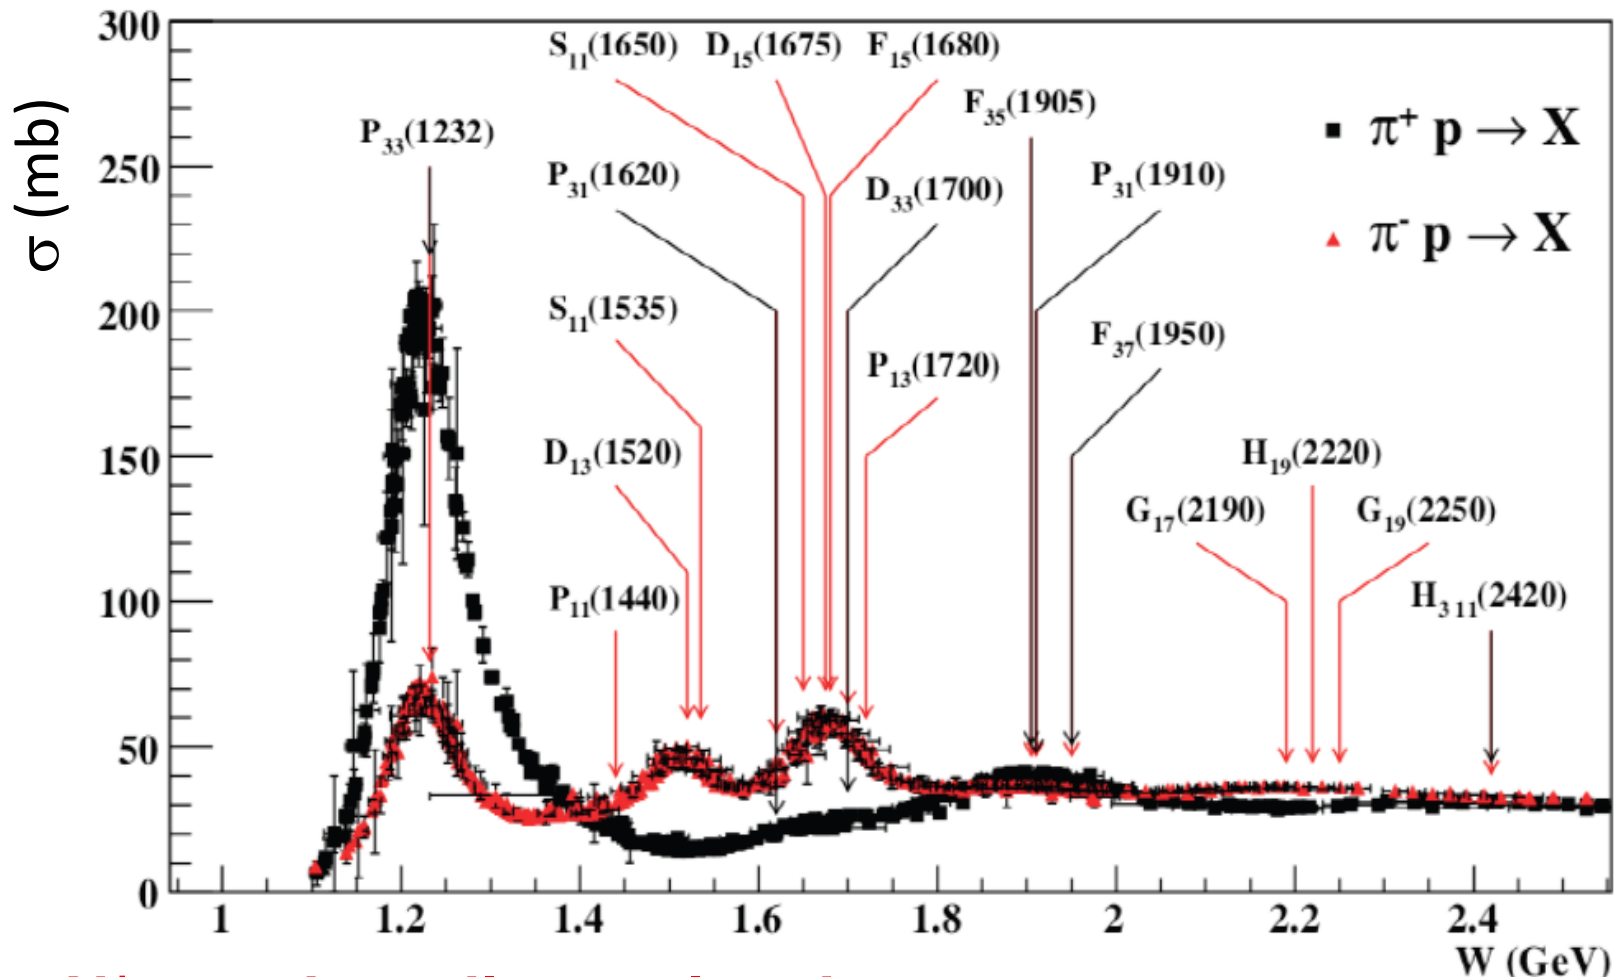 300
250
200
150
100
50
0
σ (mb)
S11(1650) D15(1675) F15(1680)
F35(1905)
P33(1232)
P31(1620)
D33(1700)
P31(1910)
S11(1535)
F37(1950)
P13(1720)
D13(1520)
H19(2220)
G17(2190)
G19(2250)
P11(1440)
H3 11(2420)
π+ p → X
π- p → X
1 1.2 1.4 1.6 1.8 2 2.2 2.4
W (GeV)